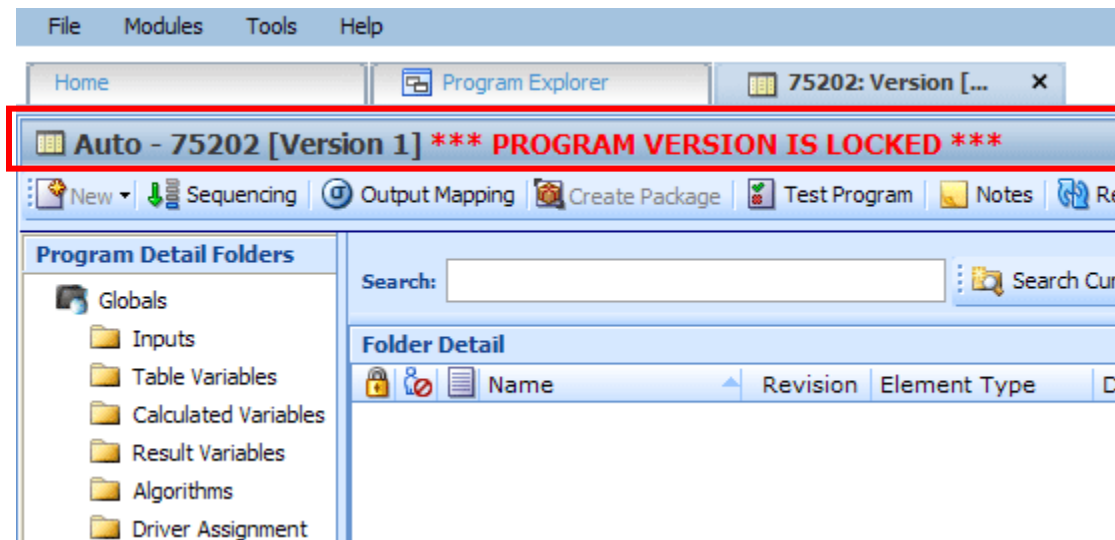 File Modules Tools Help
Home Program Explorer 75202: Version [...
Auto - 75202 [Version 1] *** PROGRAM VERSION IS LOCKED ***
New Sequencing Output Mapping Create Package Test Program Notes
Program Detail Folders
Search: Search
Globals
Inputs
Folder Detail
Table Variables
Name Revision Element Type
Calculated Variables
Result Variables
Algorithms
Driver Assignment